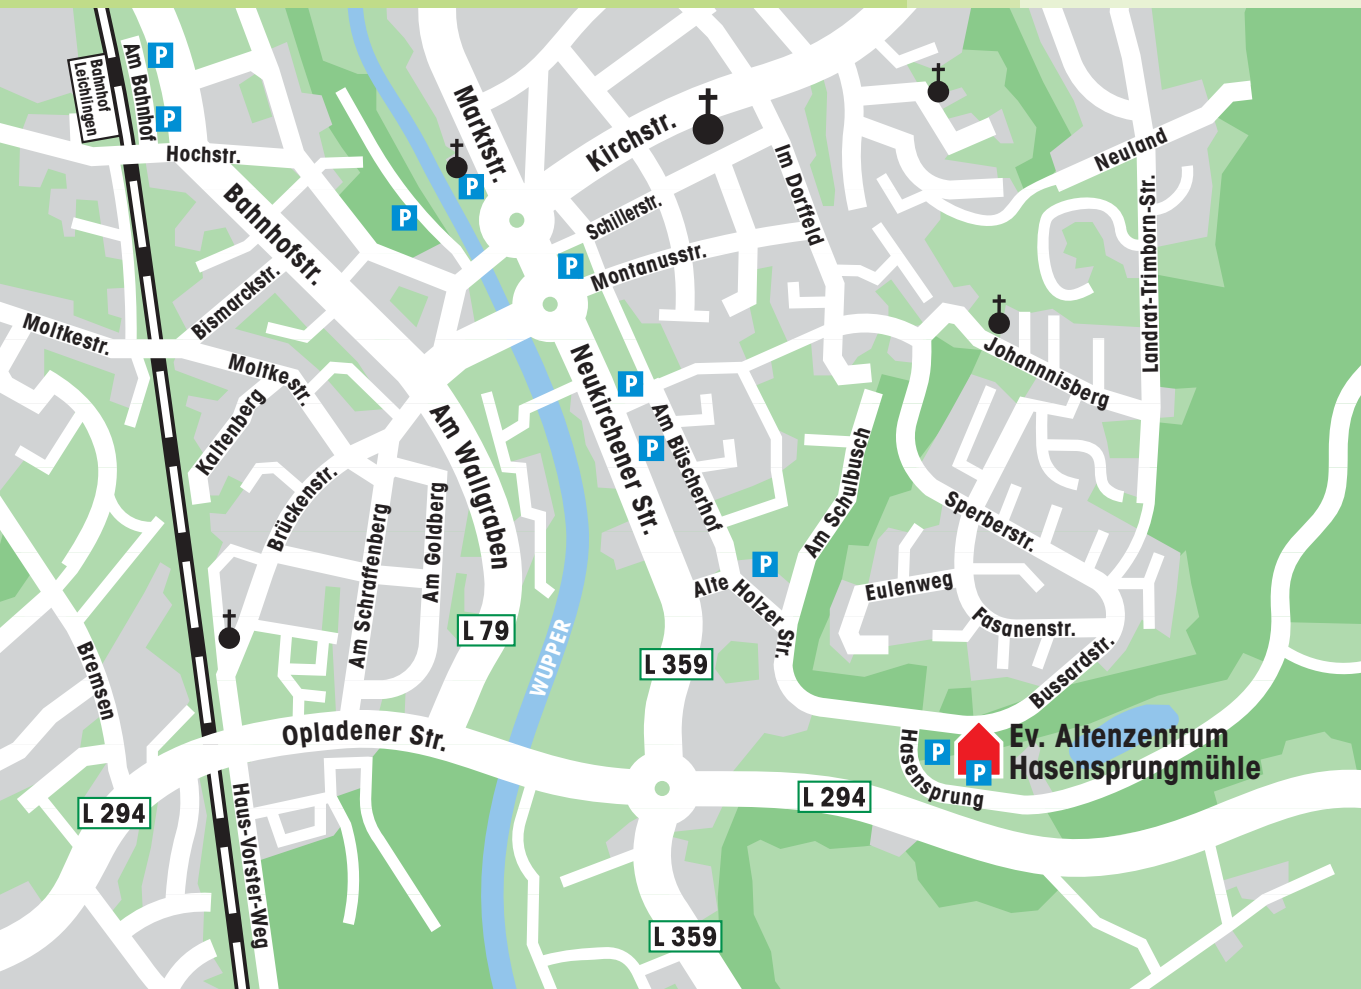 Bahnhof
Leichlingen
Am Bahnhof
P
P
Hochstr.
Marktstr.
P
P
Kirchstr.
Im Dorffeld
Neuland
Landrat-Trimborn-Str.
Bahnhofstr.
Schillerstr.
P
Montanusstr.
Bismarckstr.
Moltkestr.
Moltkestr.
Kaltenberg
Johannnisberg
Neukirchener Str.
P
P
Am Büscherhof
Am Wallgraben
Brückenstr.
Am Schraffenberg
Am Goldberg
Am Schulbusch
Sperberstr.
P
Alte Holzer Str.
Eulenweg
Fasanenstr.
Bussardstr.
L 79
WUPPER
L 359
Bremsen
Opladener Str.
Hasensprung
P
P
Ev. Altenzentrum
Hasensprungmühle
L 294
L 294
Haus-Vorster-Weg
L 359